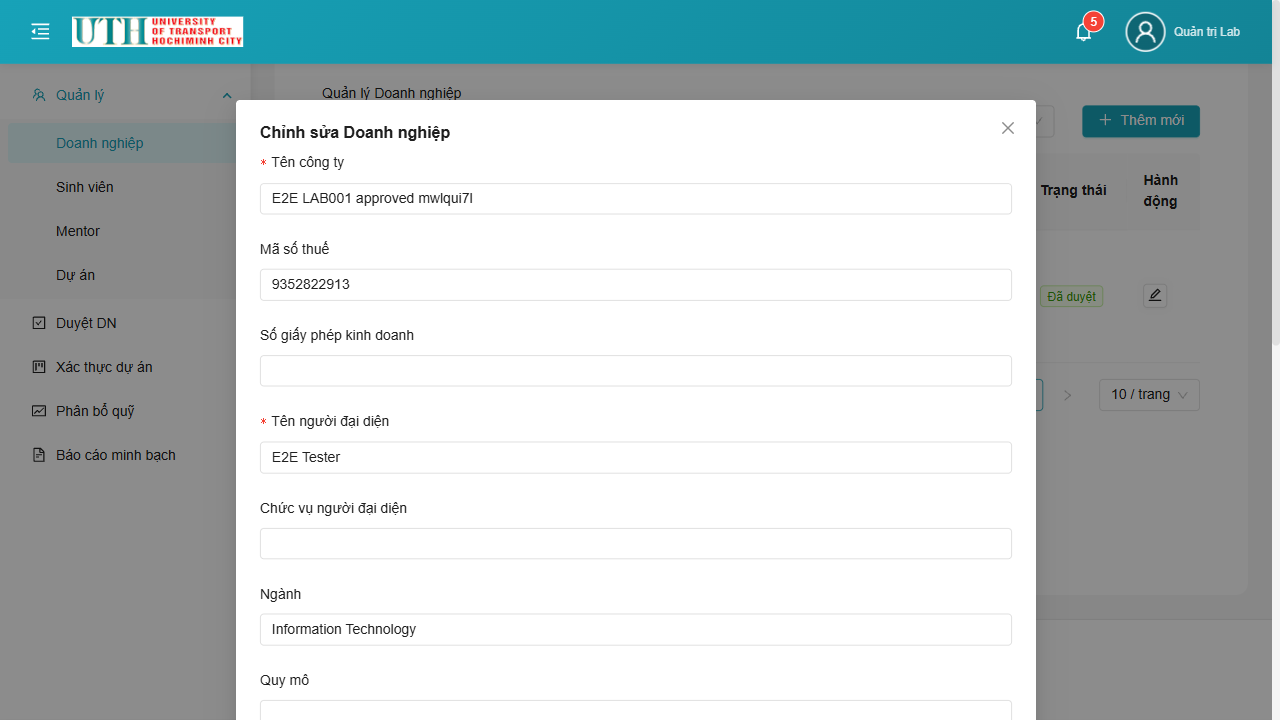 UTH UNIVERSITY
OF TRANSPORT
HOCHIMINH CITY
5
Quản trị Lab
Quản lý
Doanh nghiệp
Sinh viên
Mentor
Dự án
Duyệt DN
Xác thực dự án
Phân bổ quỹ
Báo cáo minh bạch
Quản lý Doanh nghiệp
Thêm mới
Trạng thái
Hành
động
Đã duyệt
10 / trang
Chỉnh sửa Doanh nghiệp
* Tên công ty
E2E LAB001 approved mwlqui7l
Mã số thuế
9352822913
Số giấy phép kinh doanh
* Tên người đại diện
E2E Tester
Chức vụ người đại diện
Ngành
Information Technology
Quy mô